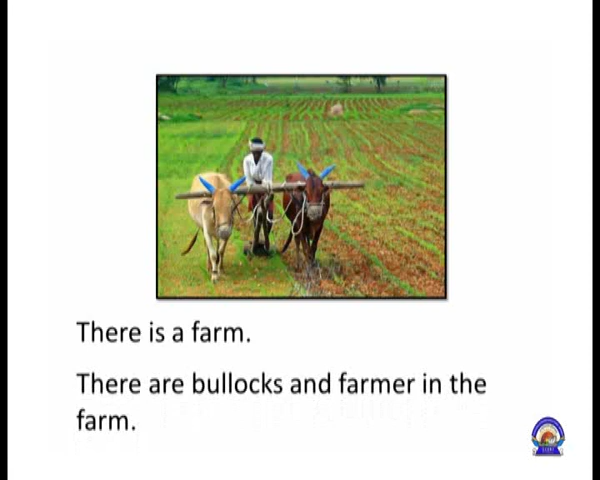 There is a farm.
There are bullocks and farmer in the
farm.